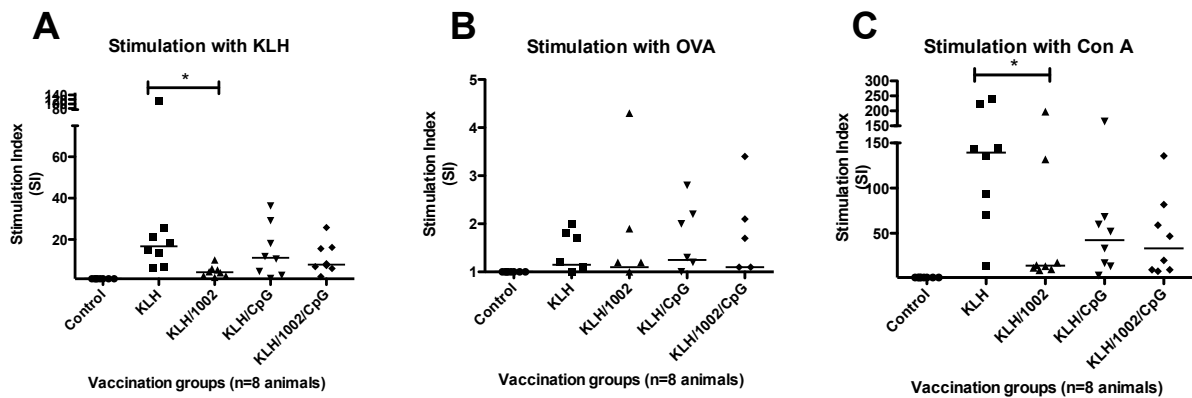 A
Stimulation with KLH
*
140
120
100
80
60
40
20
Stimulation Index
(SI)
Control
KLH
KLH/1002
KLH/CpG
KLH/1002/CpG
Vaccination groups (n=8 animals)
B
Stimulation with OVA
5
4
3
2
1
Stimulation Index
(SI)
Control
KLH
KLH/1002
KLH/CpG
KLH/1002/CpG
Vaccination groups (n=8 animals)
C
Stimulation with Con A
*
300
250
200
150
150
100
50
Stimulation Index
(SI)
Control
KLH
KLH/1002
KLH/CpG
KLH/1002/CpG
Vaccination groups (n=8 animals)